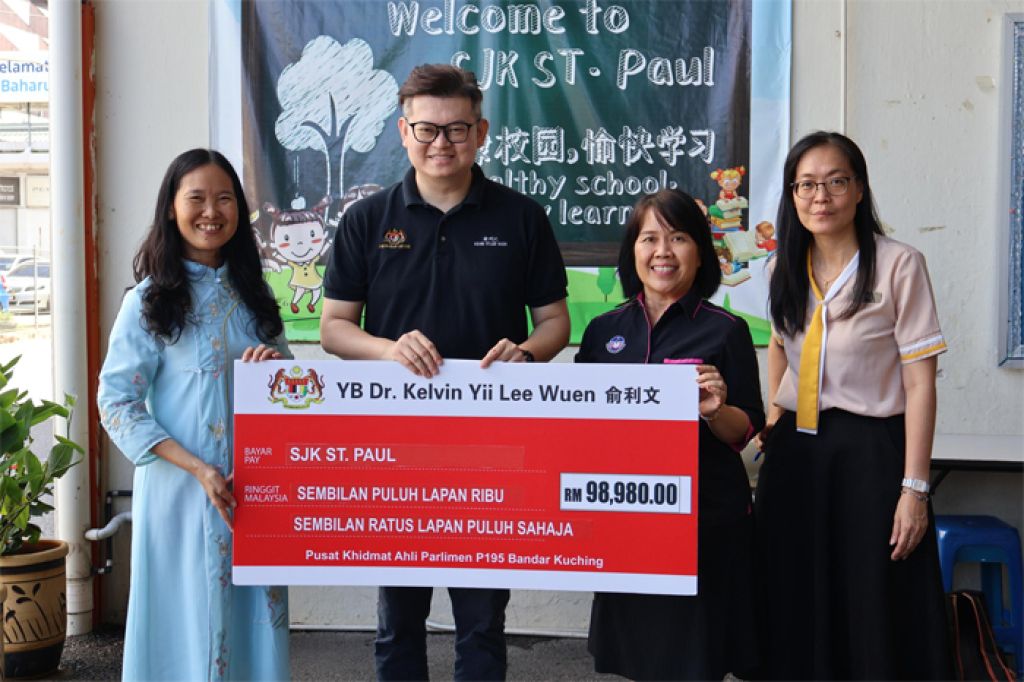 Welcome to
SJK ST. Paul
校园,愉快学习
healthy school,
learn
elamat
Baharu
YB Dr. Kelvin Yii Lee Wuen 俞利文
BAYAR
PAY
SJK ST. PAUL
RINGGIT
MALAYSIA
SEMBILAN PULUH LAPAN RIBU
RM 98,980.00
SEMBILAN RATUS LAPAN PULUH SAHAJA
Pusat Khidmat Ahli Parlimen P195 Bandar Kuching